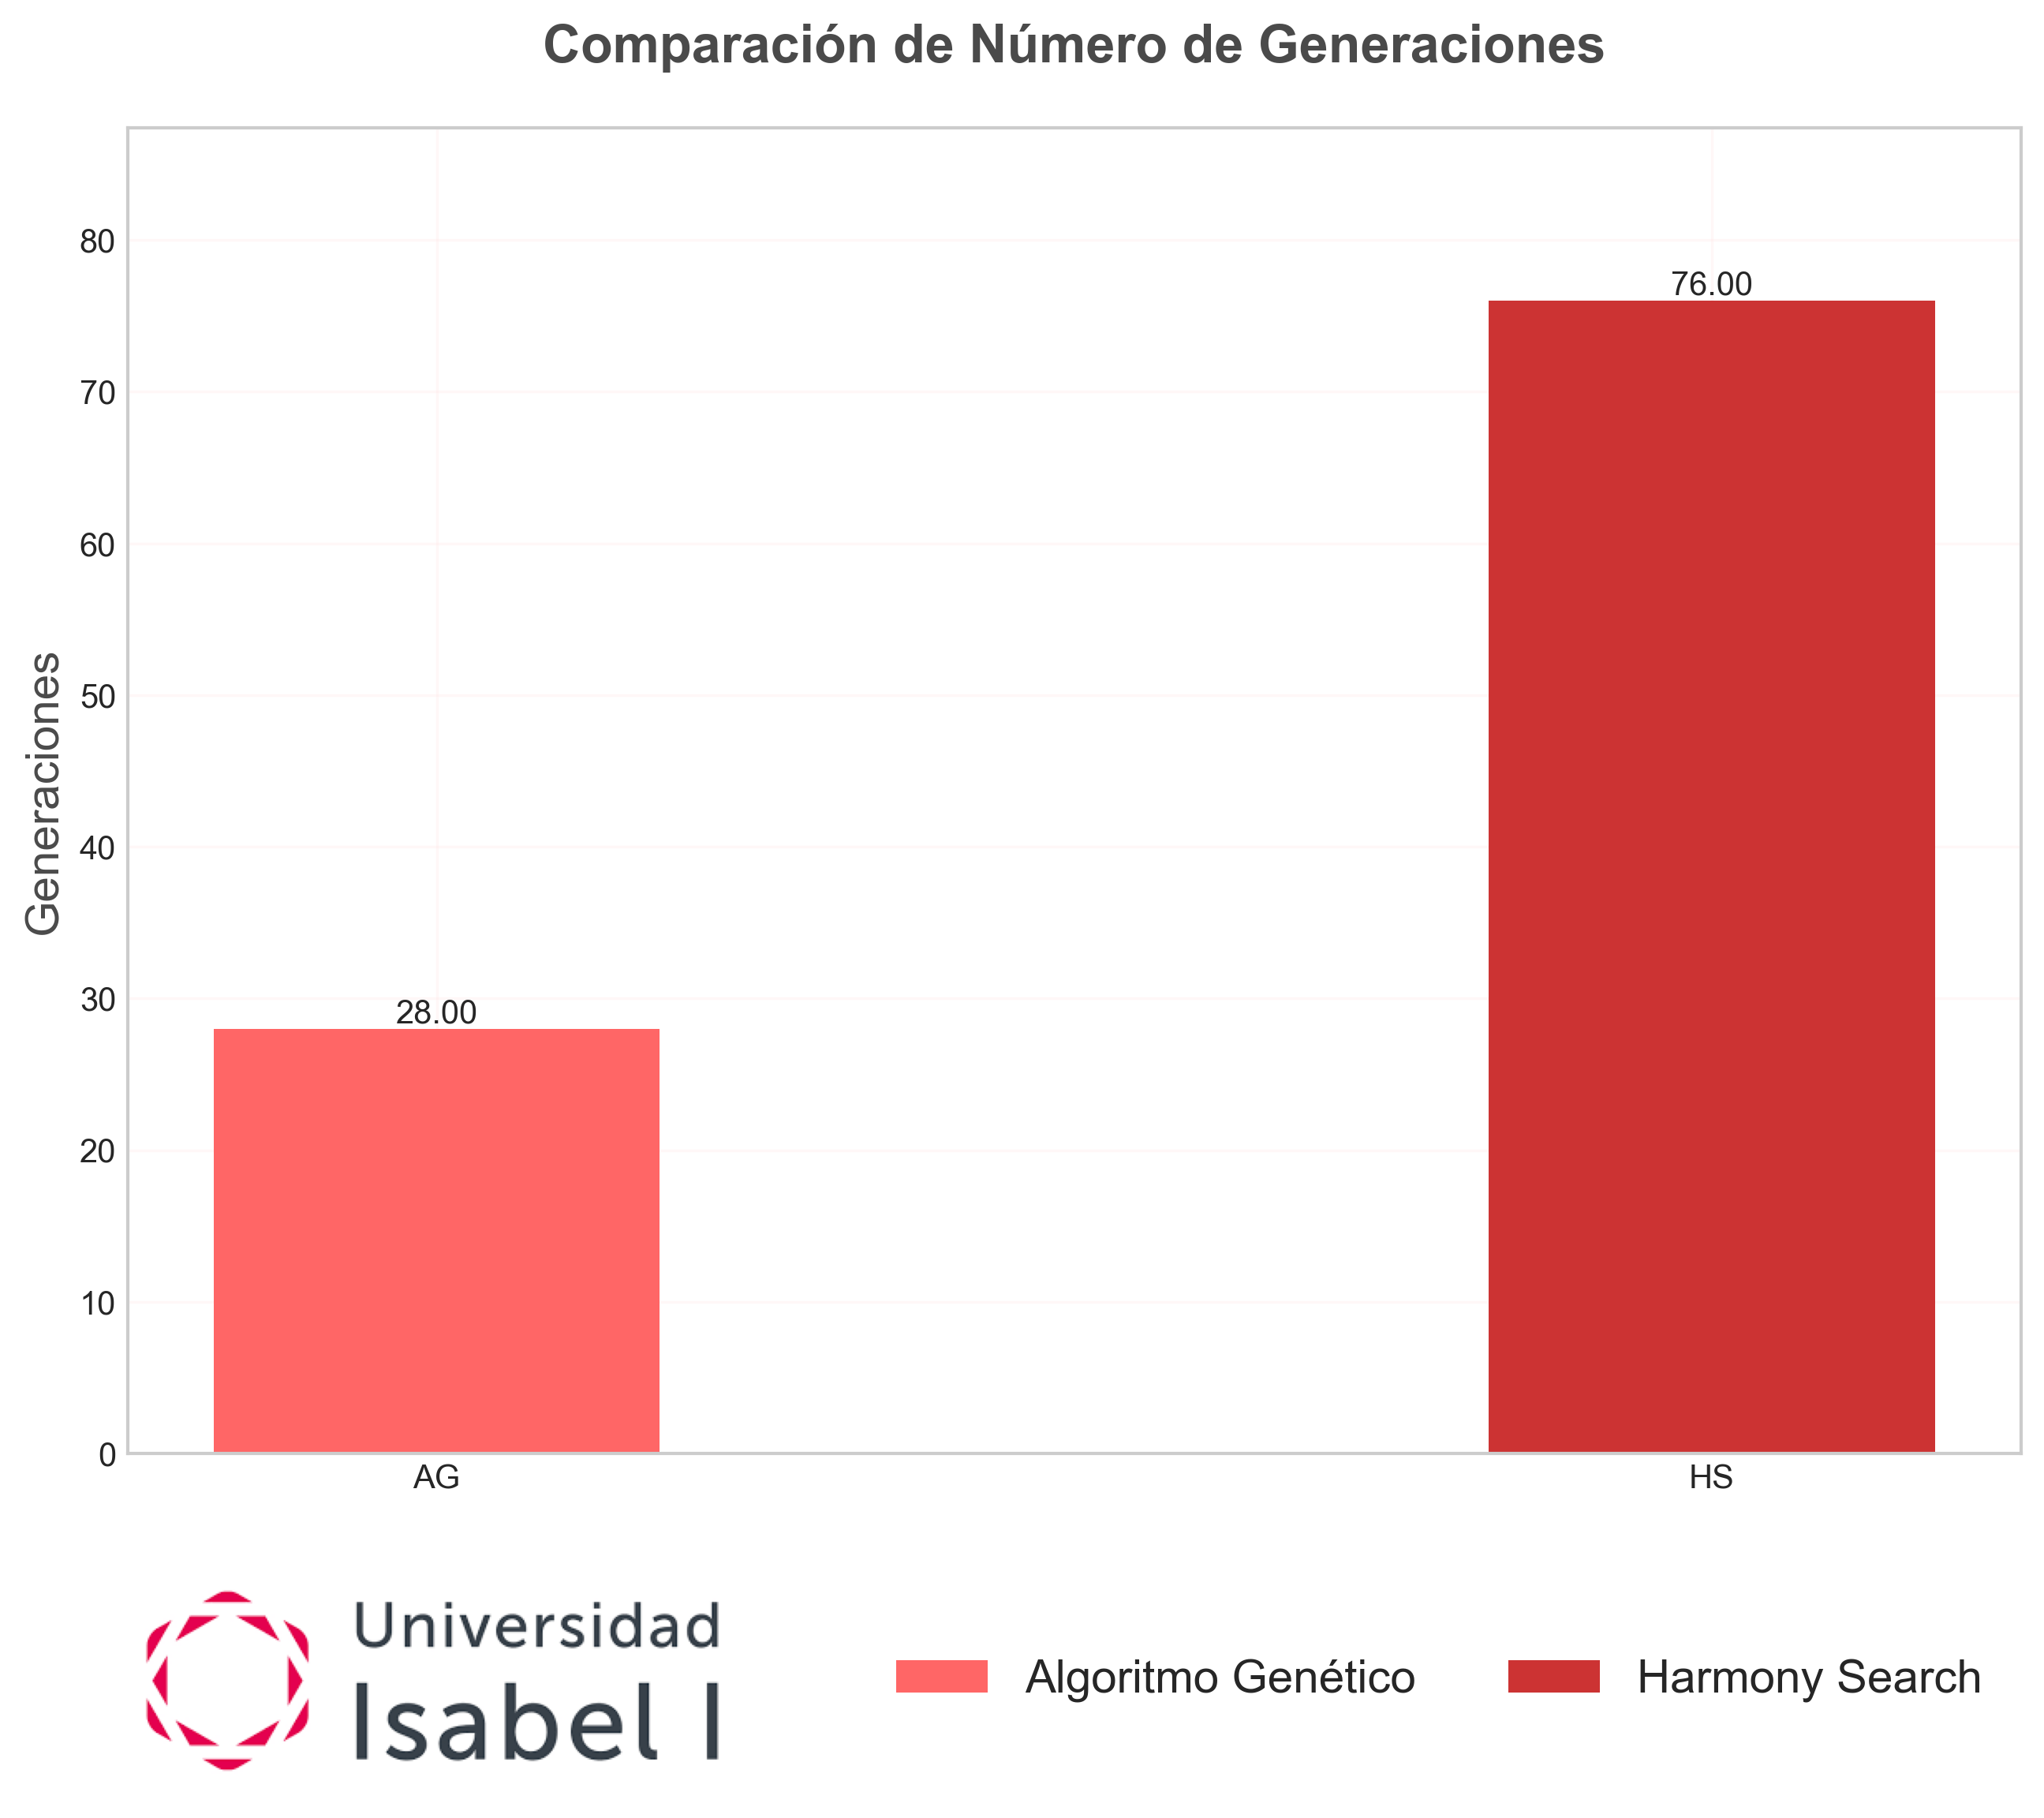 Comparación de Número de Generaciones
Generaciones
80
70
60
50
40
30
20
10
0
28.00
76.00
AG
HS
Universidad
Isabel I
Algoritmo Genético
Harmony Search